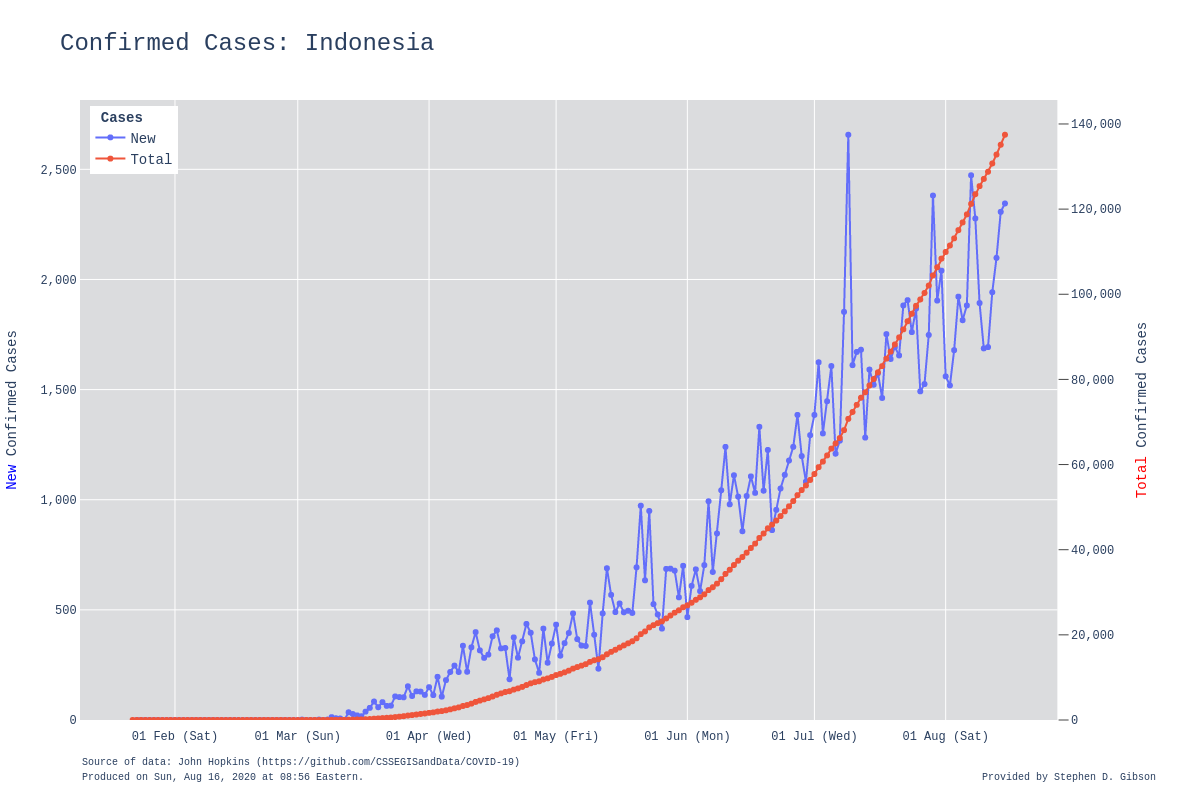 Confirmed Cases: Indonesia
Cases
New
Total
2,500
2,000
1,500
1,000
500
0
140,000
120,000
100,000
80,000
60,000
40,000
20,000
0
New Confirmed Cases
Total Confirmed Cases
01 Feb (Sat)
01 Mar (Sun)
01 Apr (Wed)
01 May (Fri)
01 Jun (Mon)
01 Jul (Wed)
01 Aug (Sat)
Source of data: John Hopkins (https://github.com/CSSEGISandData/COVID-19)
Produced on Sun, Aug 16, 2020 at 08:56 Eastern.
Provided by Stephen D. Gibson